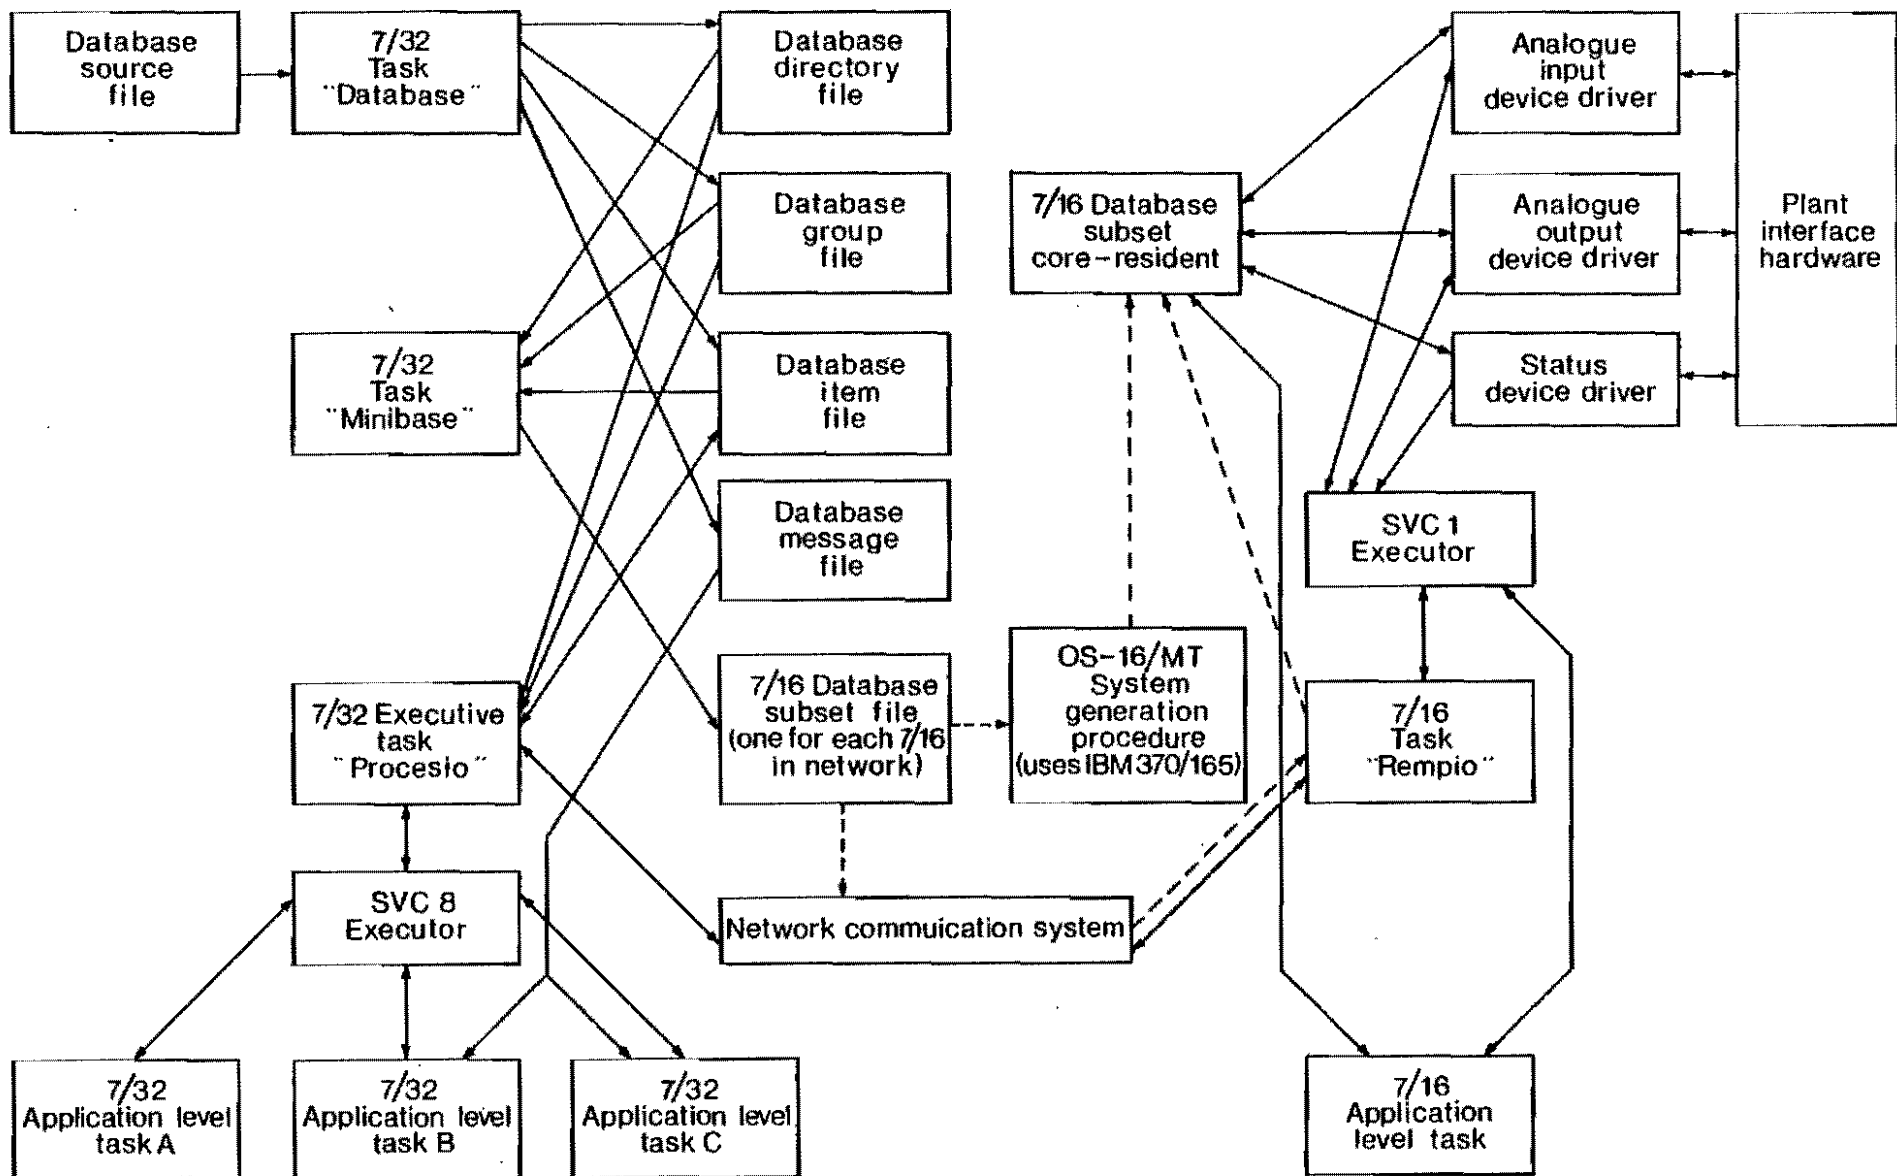 Database
source
file
7/32
Task
"Database"
Database
directory
file
Analogue
input
device driver
Database
group
file
7/16 Database
subset
core-resident
Analogue
output
device driver
Plant
interface
hardware
7/32
Task
"Minibase"
Database
item
file
Status
device driver
Database
message
file
SVC 1
Executor
7/32 Executive
task
"Procesio"
7/16 Database
subset file
(one for each 7/16
in network)
OS-16/MT
System
generation
procedure
(uses IBM 370/165)
7/16
Task
"Rempio"
SVC 8
Executor
Network commuication system
7/32
Application level
task A
7/32
Application level
task B
7/32
Application level
task C
7/16
Application
level task